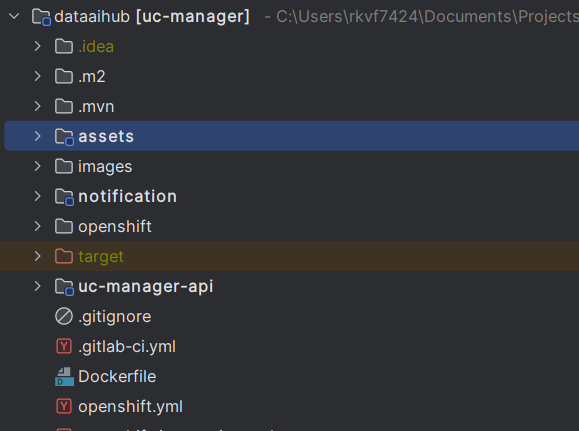 dataaihub [uc-manager] - C:\Users\rkvf7424\Documents\Projects
.idea
.m2
.mvn
assets
images
notification
openshift
target
uc-manager-api
.gitignore
.gitlab-ci.yml
Dockerfile
openshift.yml